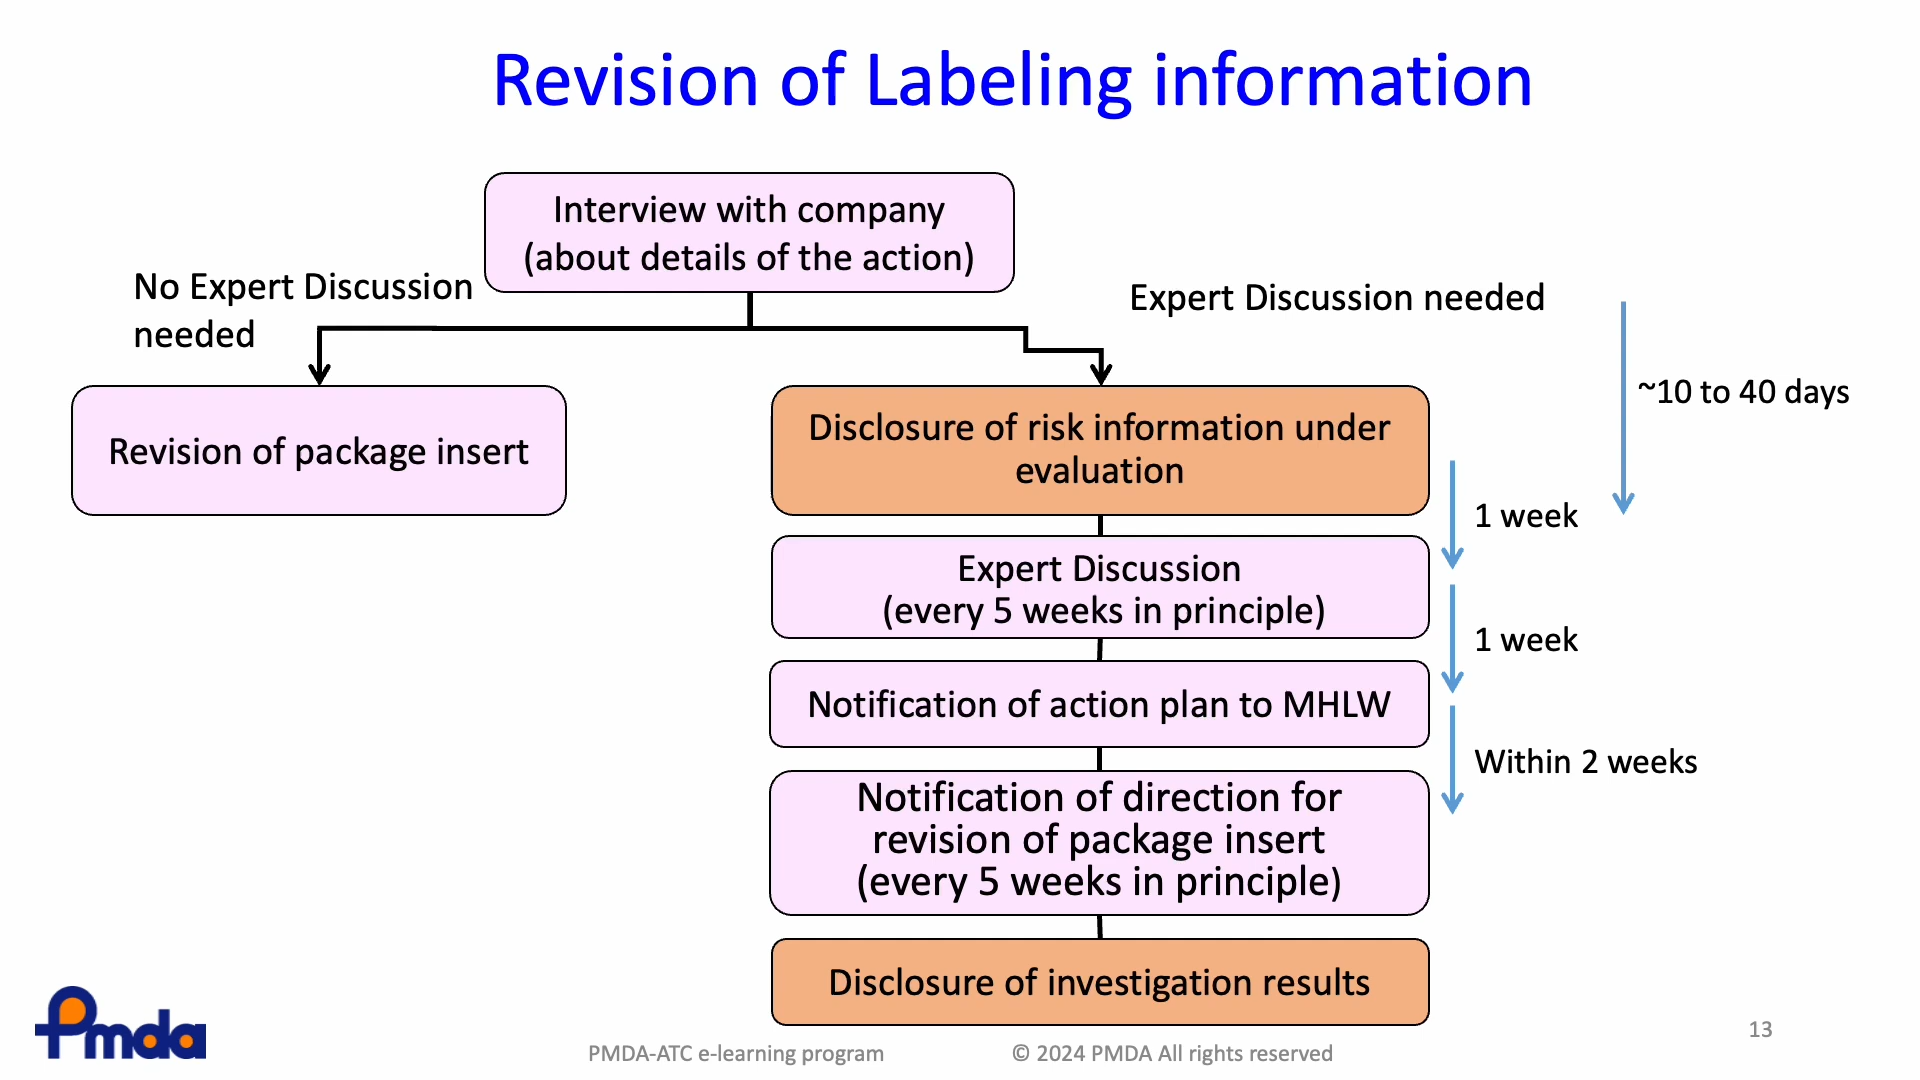 Revision of Labeling information
Interview with company
(about details of the action)
No Expert Discussion
needed
Expert Discussion needed
~10 to 40 days
Revision of package insert
Disclosure of risk information under
evaluation
1 week
Expert Discussion
(every 5 weeks in principle)
1 week
Notification of action plan to MHLW
Within 2 weeks
Notification of direction for
revision of package insert
(every 5 weeks in principle)
Disclosure of investigation results
Pmda
PMDA-ATC e-learning program
© 2024 PMDA All rights reserved
13